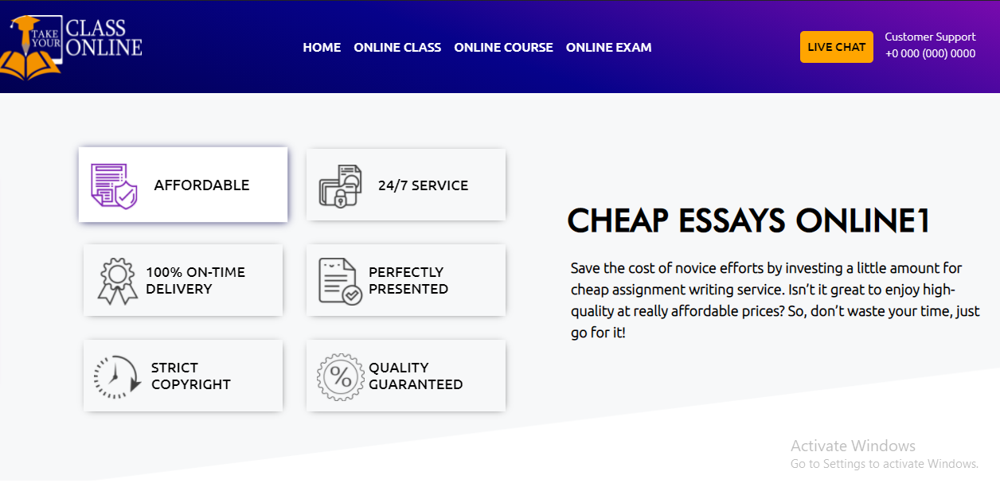 TAKE YOUR
CLASS
ONLINE
HOME ONLINE CLASS ONLINE COURSE ONLINE EXAM
LIVE CHAT
Customer Support
+0 000 (000) 0000
AFFORDABLE
24/7 SERVICE
100% ON-TIME
DELIVERY
PERFECTLY
PRESENTED
STRICT
COPYRIGHT
%
QUALITY
GUARANTEED
CHEAP ESSAYS ONLINE1
Save the cost of novice efforts by investing a little amount for
cheap assignment writing service. Isn’t it great to enjoy high-
quality at really affordable prices? So, don’t waste your time, just
go for it!
Activate Windows
Go to Settings to activate Windows.